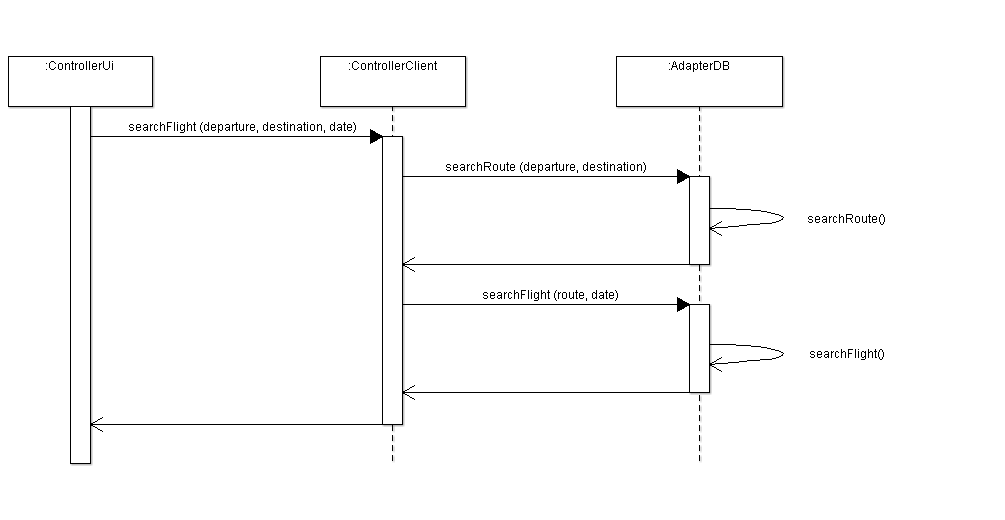 :ControllerUi
:ControllerClient
:AdapterDB
searchFlight (departure, destination, date)
searchRoute (departure, destination)
searchRoute()
searchFlight (route, date)
searchFlight()